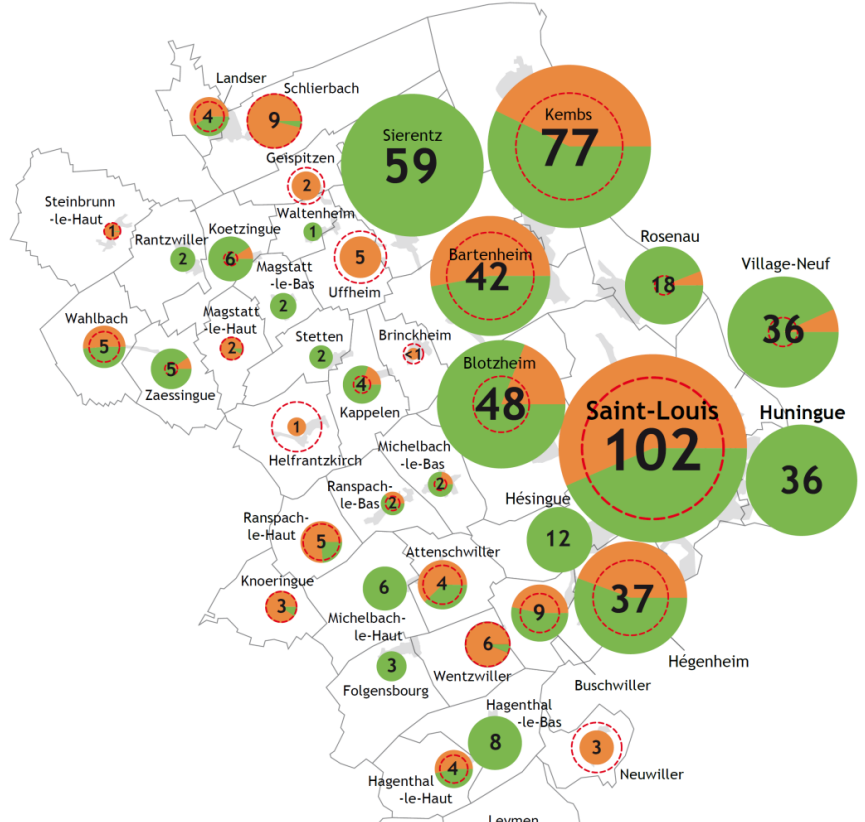 Landser
4
Schlierbach
9
Sierentz
59
Kembs
77
Geispitzen
2
Steinbrunn
-le-Haut
1
Waltenheim
1
Rantzwiller
2
Koetzingue
6
Uffheim
5
Bartenheim
42
Rosenau
18
Village-Neuf
36
Magstatt
-le-Bas
2
Wahlbach
5
Magstatt
-le-Haut
2
Zaessingue
5
Stetten
2
Brinckheim
<1
Kappelen
4
Blotzheim
48
Saint-Louis
102
Huningue
36
1
Helfrantzkirch
Michelbach
-le-Bas
2
Ranspach-
le-Bas
2
Hésingue
12
Ranspach-
le-Haut
5
Attenschwiller
4
Knoeringue
3
6
Michelbach-
le-Haut
9
Buschwiller
37
Hégenheim
6
Wentzwiller
3
Folgensbourg
Hagenthal
-le-Bas
8
3
Neuwiller
4
Hagenthal
-le-Haut
Leymen